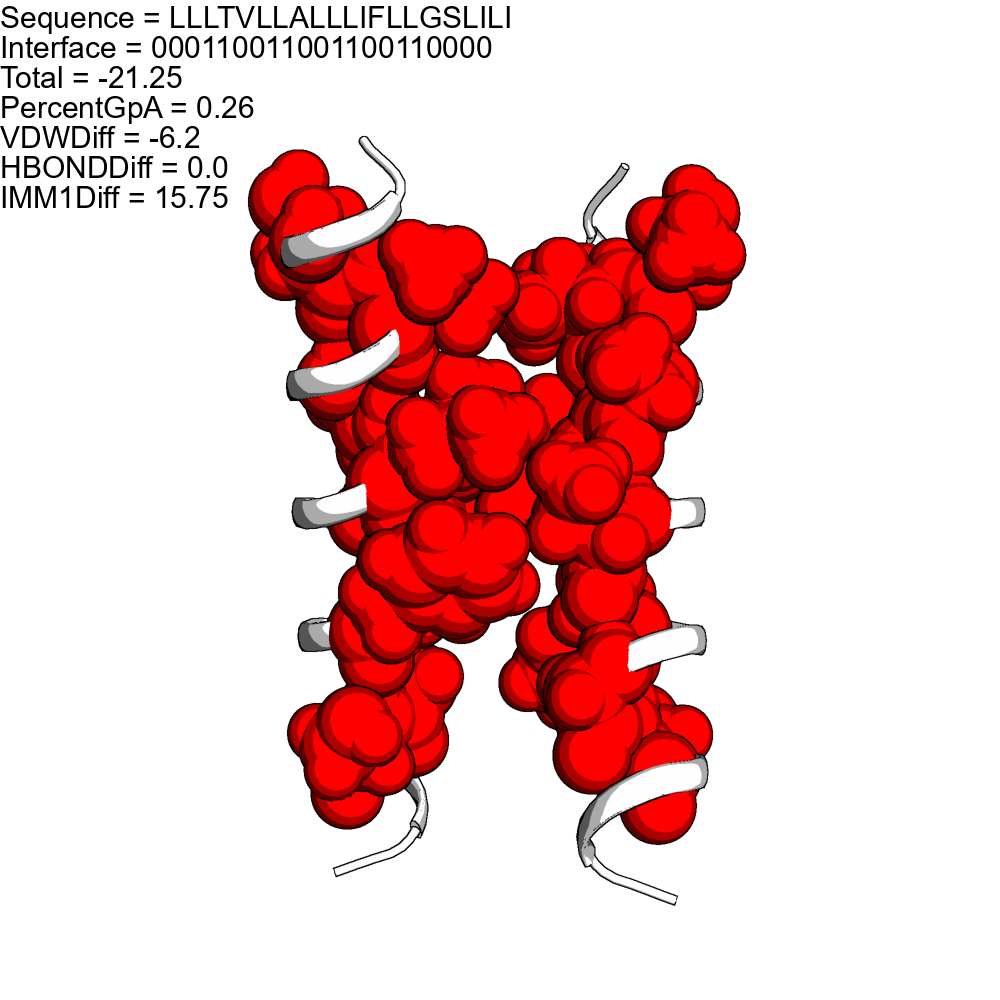 Sequence = LLLTVLLALLLIFLLGSLILI
Interface = 000110011001100110000
Total = -21.25
PercentGpA = 0.26
VDWDiff = -6.2
HBONDDiff = 0.0
IMM1Diff = 15.75